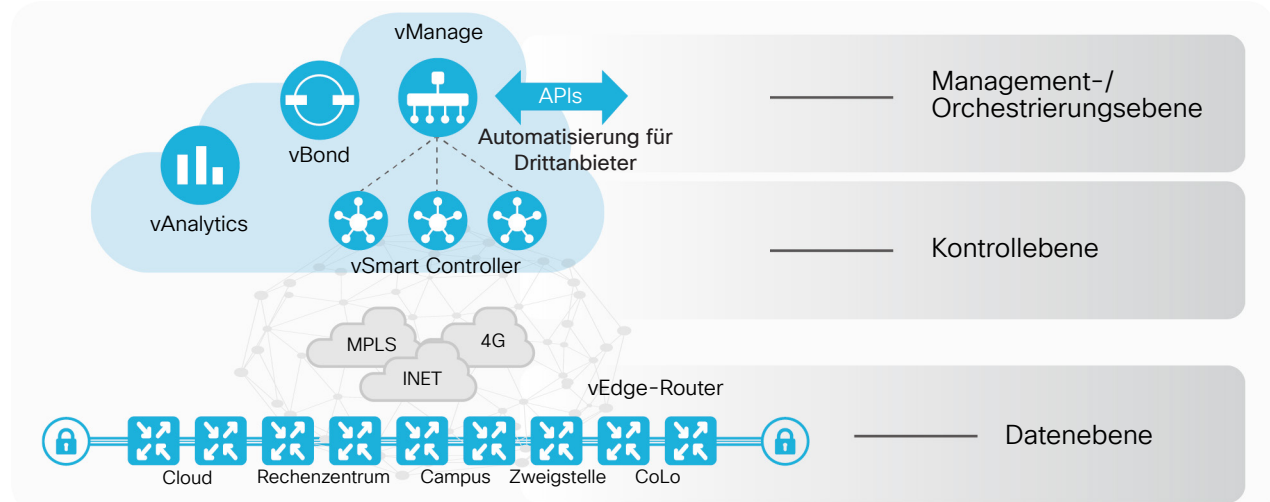 vManage
vBond
vAnalytics
APIs
Automatisierung für
Drittanbieter
vSmart Controller
Management-/
Orchestrierungsebene
Kontrollebene
MPLS
4G
INET
vEdge-Router
Cloud
Rechenzentrum
Campus
Zweigstelle
CoLo
Datenebene